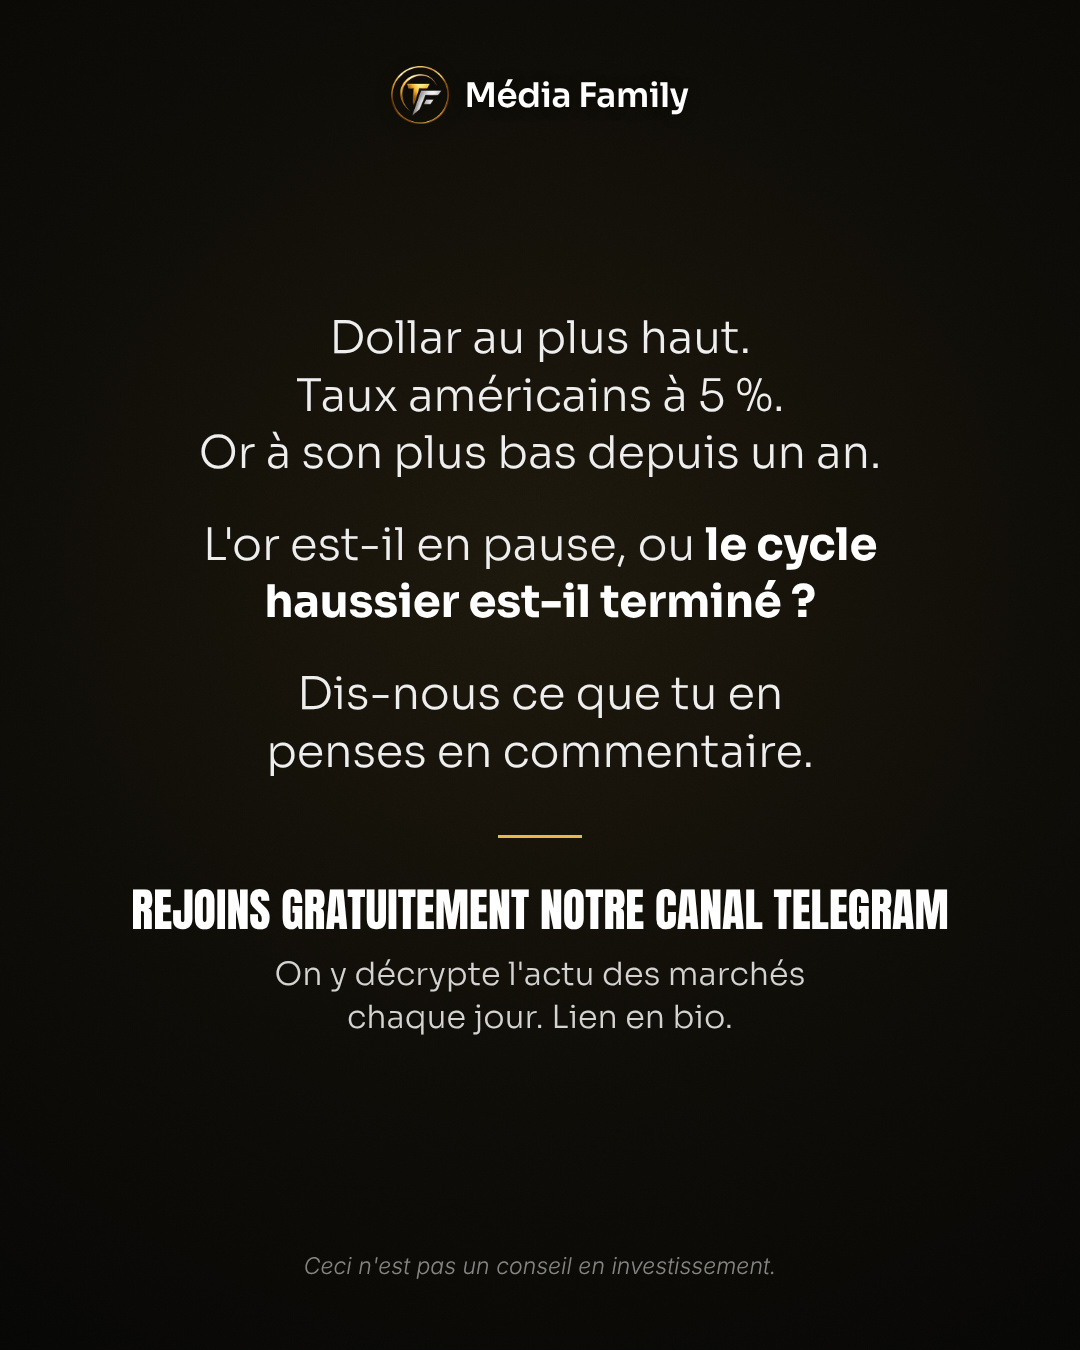 TF Média Family
Dollar au plus haut.
Taux américains à 5 %.
Or à son plus bas depuis un an.
L'or est-il en pause, ou le cycle
haussier est-il terminé ?
Dis-nous ce que tu en
penses en commentaire.
REJOINS GRATUITEMENT NOTRE CANAL TELEGRAM
On y décrypte l'actu des marchés
chaque jour. Lien en bio.
Ceci n'est pas un conseil en investissement.